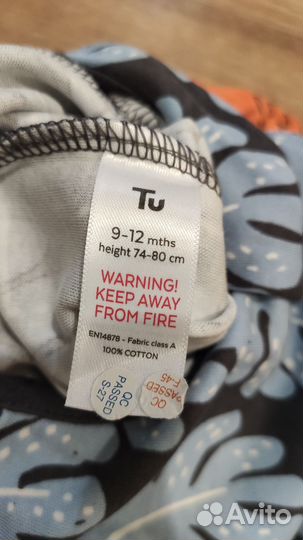 Tu
9-12 mths
height 74-80 cm
WARNING!
KEEP AWAY
FROM FIRE
EN14878 - Fabric class A
100% COTTON
QC
PASSED
S-27
QC
PASSED
F-45
Avito